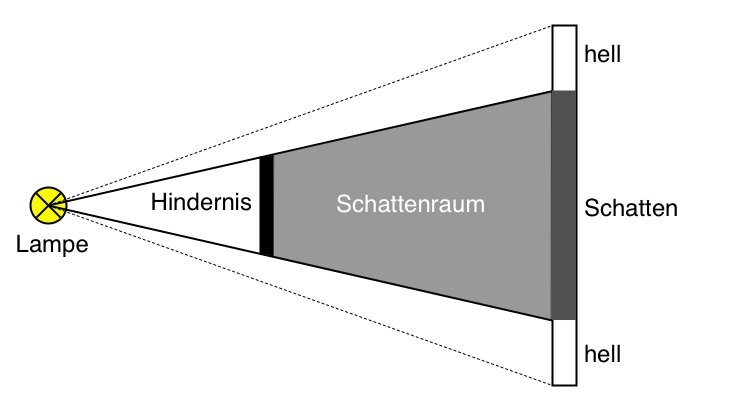 hell
Hindernis
Schattenraum
Schatten
Lampe
hell